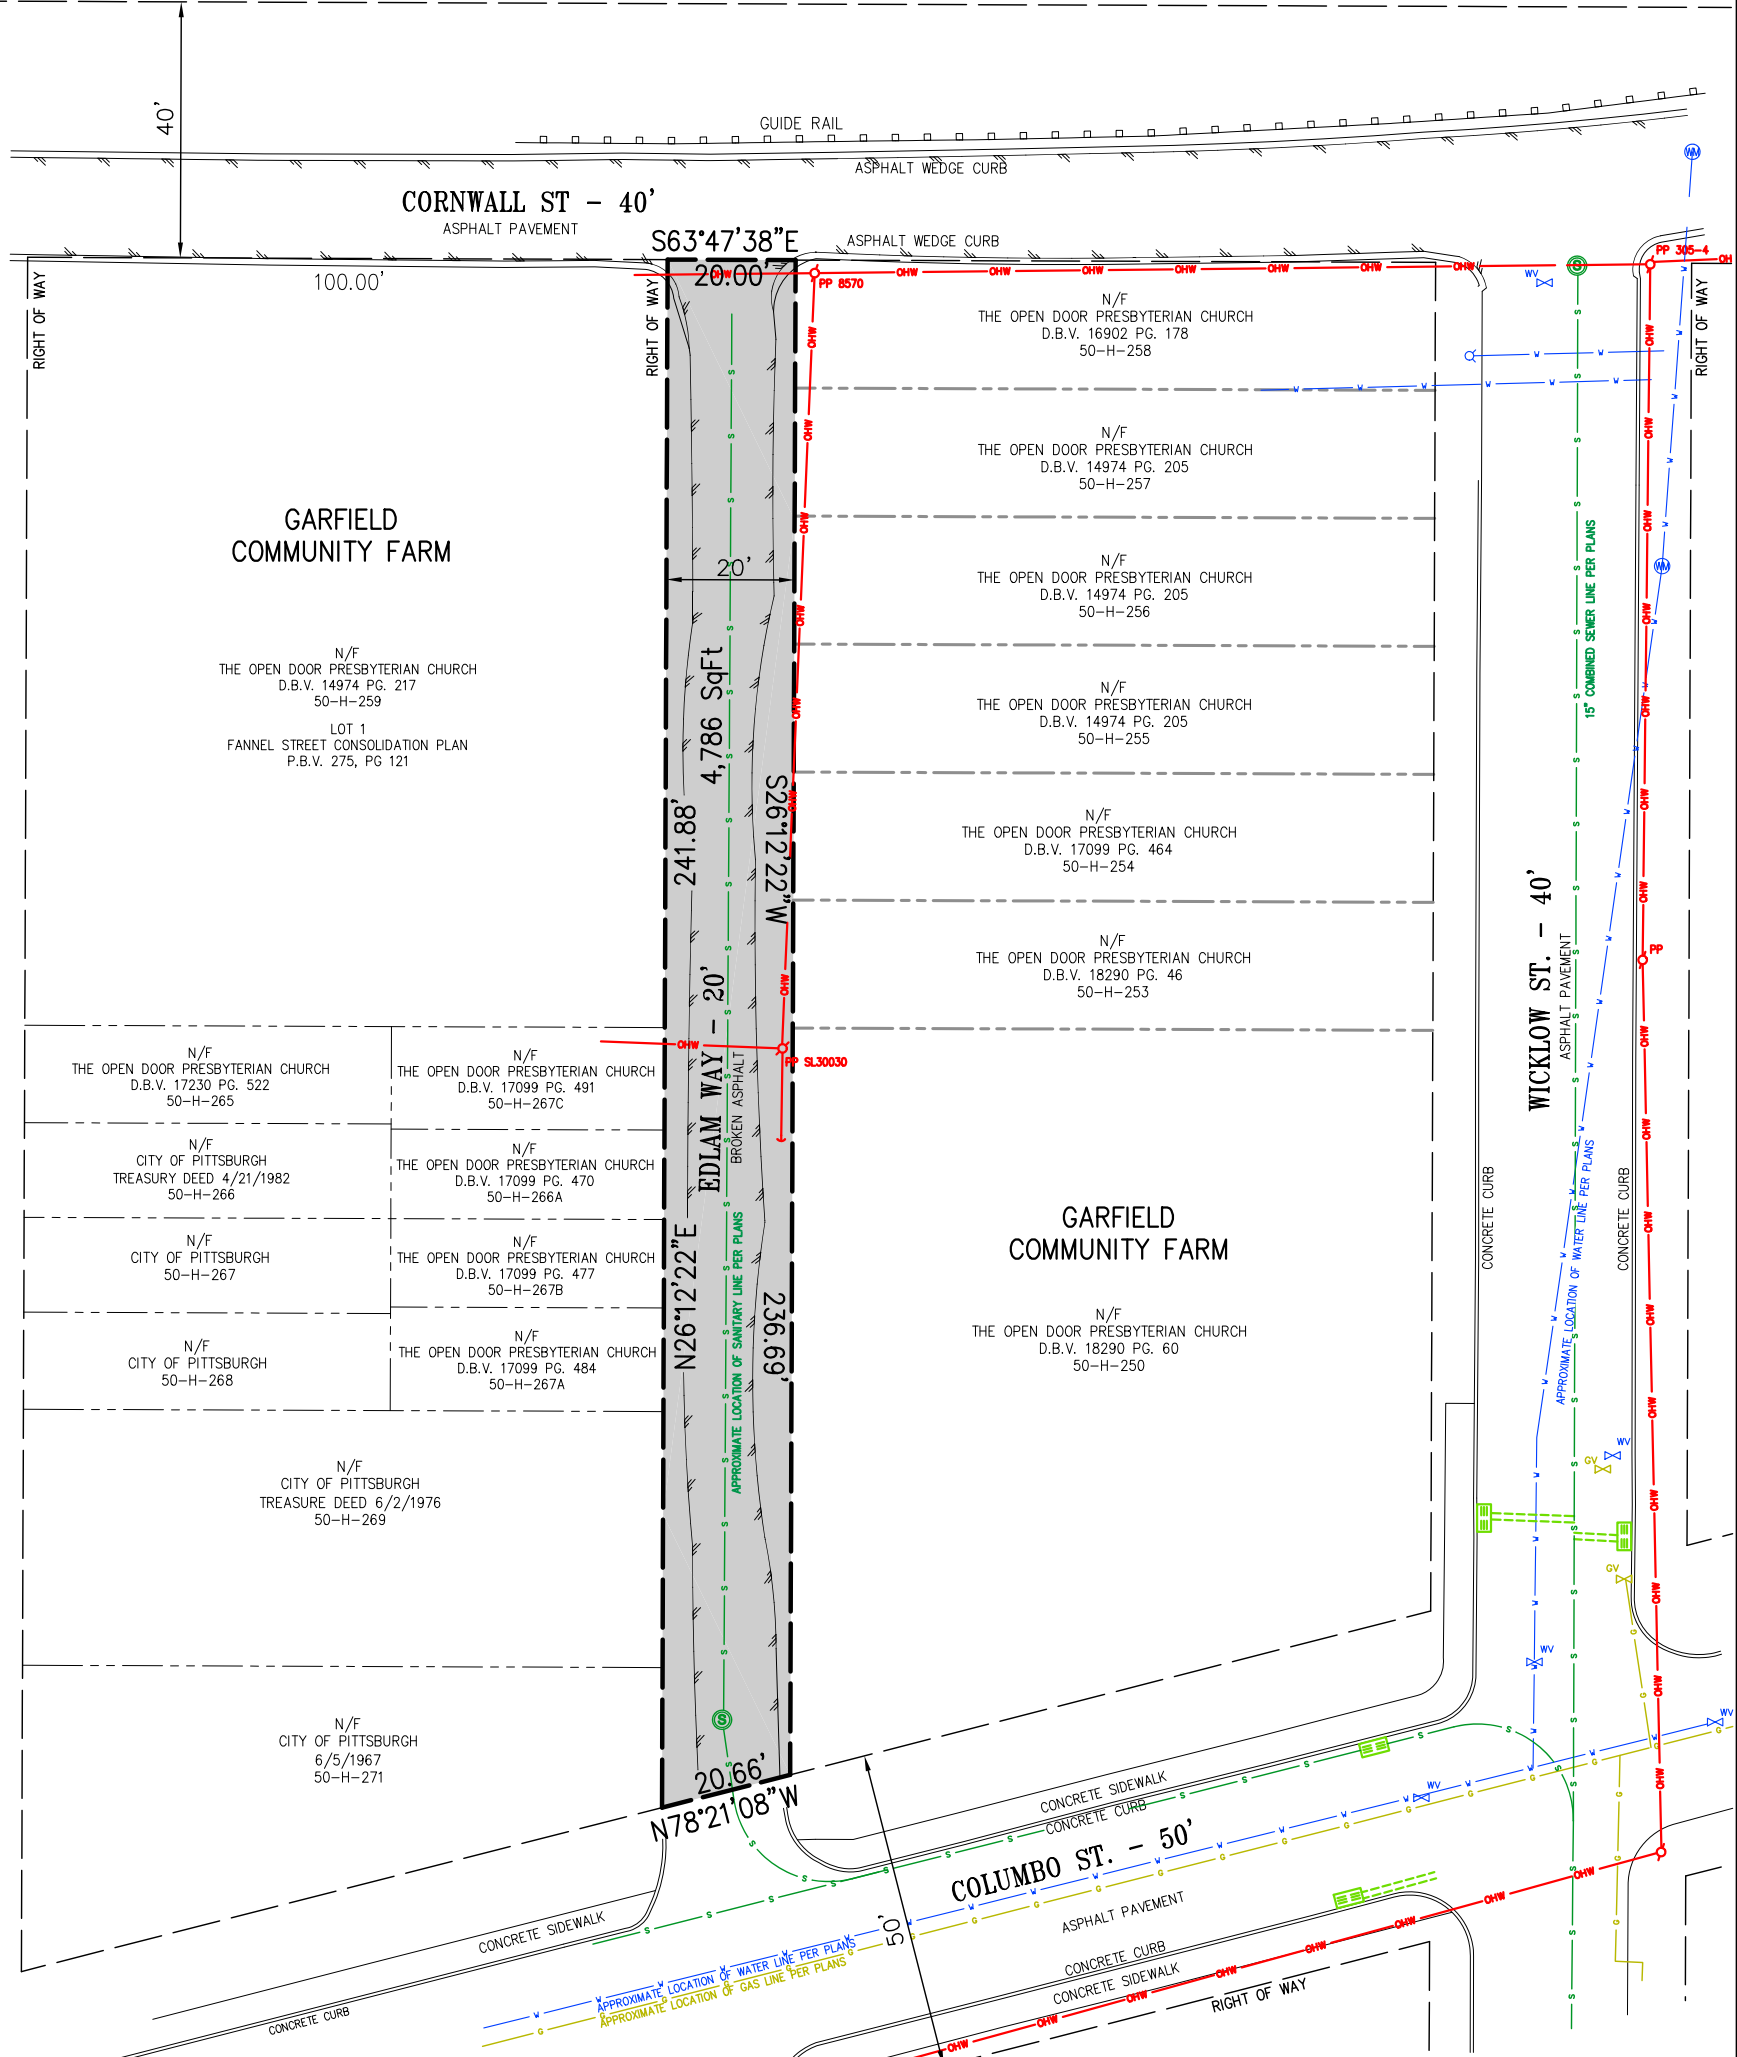 40'
GUIDE RAIL
ASPHALT WEDGE CURB
CORNWALL ST - 40'
ASPHALT PAVEMENT
S63°47'38"E
20.00'
ASPHALT WEDGE CURB
100.00'
RIGHT OF WAY
RIGHT OF WAY
RIGHT OF WAY
PP 8570
PP 305-4
WV
WM
WM
OHW
N/F
THE OPEN DOOR PRESBYTERIAN CHURCH
D.B.V. 16902 PG. 178
50-H-258
N/F
THE OPEN DOOR PRESBYTERIAN CHURCH
D.B.V. 14974 PG. 205
50-H-257
N/F
THE OPEN DOOR PRESBYTERIAN CHURCH
D.B.V. 14974 PG. 205
50-H-256
N/F
THE OPEN DOOR PRESBYTERIAN CHURCH
D.B.V. 14974 PG. 205
50-H-255
N/F
THE OPEN DOOR PRESBYTERIAN CHURCH
D.B.V. 17099 PG. 464
50-H-254
N/F
THE OPEN DOOR PRESBYTERIAN CHURCH
D.B.V. 18290 PG. 46
50-H-253
GARFIELD
COMMUNITY FARM
N/F
THE OPEN DOOR PRESBYTERIAN CHURCH
D.B.V. 14974 PG. 217
50-H-259
LOT 1
FANNEL STREET CONSOLIDATION PLAN
P.B.V. 275, PG 121
20'
4,786 SqFt
241.88'
S26°12'22"W
EDLAM WAY - 20'
BROKEN ASPHALT
PP SL30030
N26°12'22"E
236.69'
APPROXIMATE LOCATION OF SANITARY LINE PER PLANS
S
20.66'
N78°21'08"W
N/F
THE OPEN DOOR PRESBYTERIAN CHURCH
D.B.V. 17230 PG. 522
50-H-265
N/F
THE OPEN DOOR PRESBYTERIAN CHURCH
D.B.V. 17099 PG. 491
50-H-267C
N/F
CITY OF PITTSBURGH
TREASURY DEED 4/21/1982
50-H-266
N/F
THE OPEN DOOR PRESBYTERIAN CHURCH
D.B.V. 17099 PG. 470
50-H-266A
N/F
CITY OF PITTSBURGH
50-H-267
N/F
THE OPEN DOOR PRESBYTERIAN CHURCH
D.B.V. 17099 PG. 477
50-H-267B
N/F
CITY OF PITTSBURGH
50-H-268
N/F
THE OPEN DOOR PRESBYTERIAN CHURCH
D.B.V. 17099 PG. 484
50-H-267A
N/F
CITY OF PITTSBURGH
TREASURE DEED 6/2/1976
50-H-269
N/F
CITY OF PITTSBURGH
6/5/1967
50-H-271
GARFIELD
COMMUNITY FARM
N/F
THE OPEN DOOR PRESBYTERIAN CHURCH
D.B.V. 18290 PG. 60
50-H-250
15" COMBINED SEWER LINE PER PLANS
WICKLOW ST. - 40'
ASPHALT PAVEMENT
PP
CONCRETE CURB
CONCRETE CURB
APPROXIMATE LOCATION OF WATER LINE PER PLANS
WV
GV
GV
WV
WV
WV
CONCRETE SIDEWALK
CONCRETE CURB
COLUMBO ST. - 50'
ASPHALT PAVEMENT
50'
CONCRETE SIDEWALK
CONCRETE CURB
APPROXIMATE LOCATION OF WATER LINE PER PLANS
APPROXIMATE LOCATION OF GAS LINE PER PLANS
CONCRETE CURB
CONCRETE SIDEWALK
RIGHT OF WAY